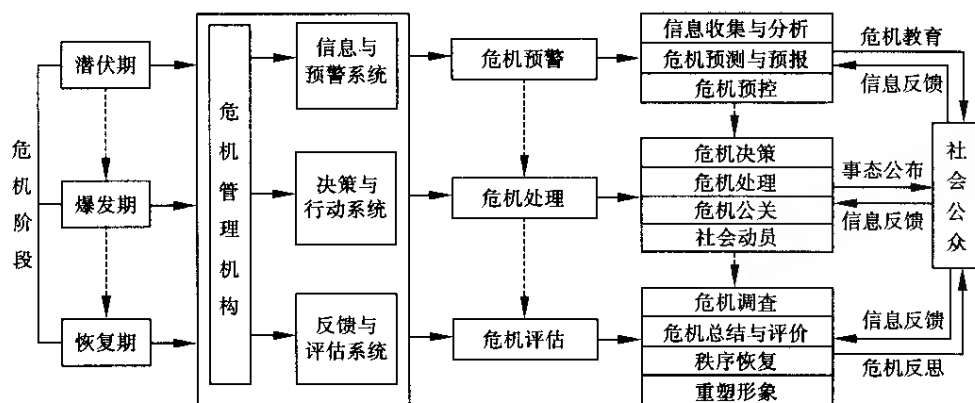 危机阶段
潜伏期
爆发期
恢复期
危机管理机构
信息与
预警系统
决策与
行动系统
反馈与
评估系统
危机预警
危机处理
危机评估
信息收集与分析
危机预测与预报
危机预控
危机决策
危机处理
危机公关
社会动员
危机调查
危机总结与评价
秩序恢复
重塑形象
危机教育
信息反馈
事态公布
信息反馈
信息反馈
危机反思
社会公众